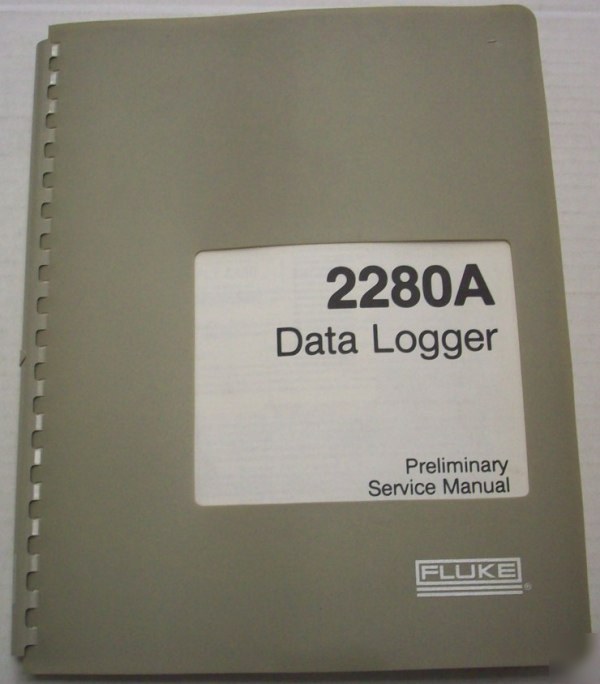 2280A
Data Logger
Preliminary
Service Manual
FLUKE
®